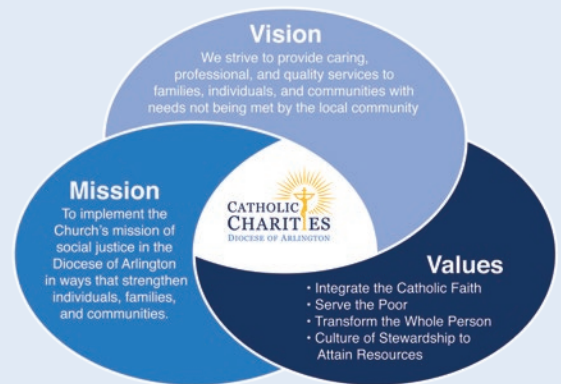 Vision
We strive to provide caring,
professional, and quality services to
families, individuals, and communities with
needs not being met by the local community
Mission
To implement the
Church's mission of
social justice in the
Diocese of Arlington
in ways that strengthen
individuals, families,
and communities.
CATHOLIC
CHARITIES
DIOCESE OF ARLINGTON
Values
• Integrate the Catholic Faith
• Serve the Poor
• Transform the Whole Person
• Culture of Stewardship to
Attain Resources